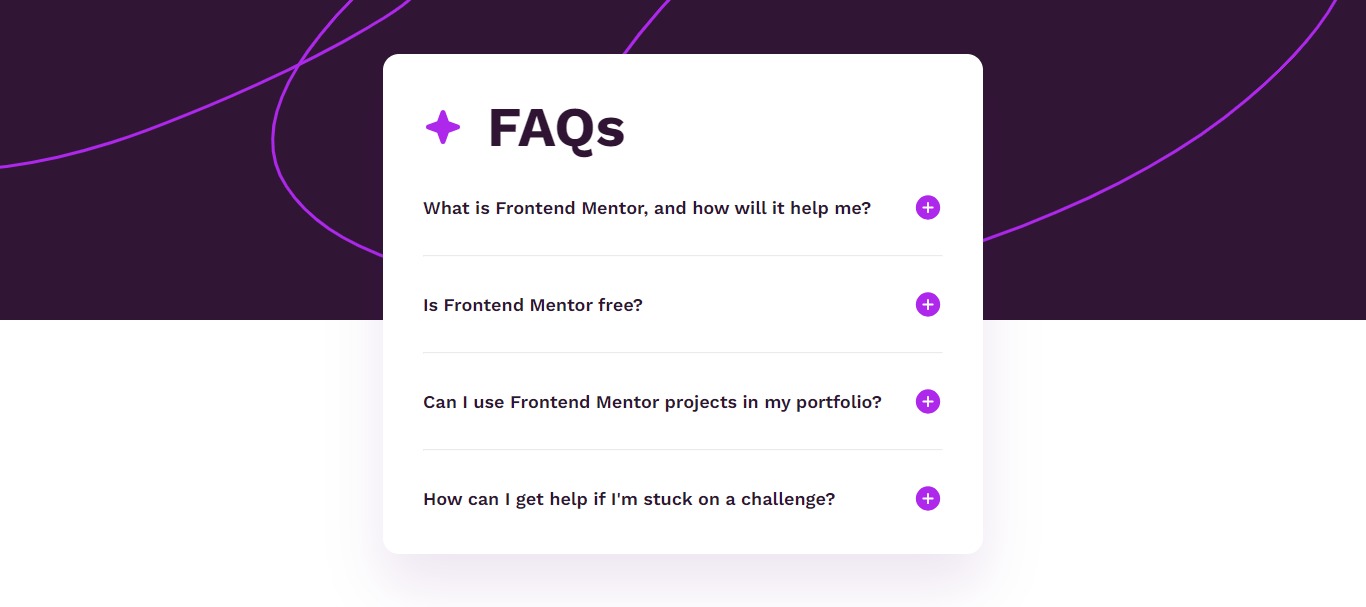 FAQs
What is Frontend Mentor, and how will it help me?
Is Frontend Mentor free?
Can I use Frontend Mentor projects in my portfolio?
How can I get help if I'm stuck on a challenge?